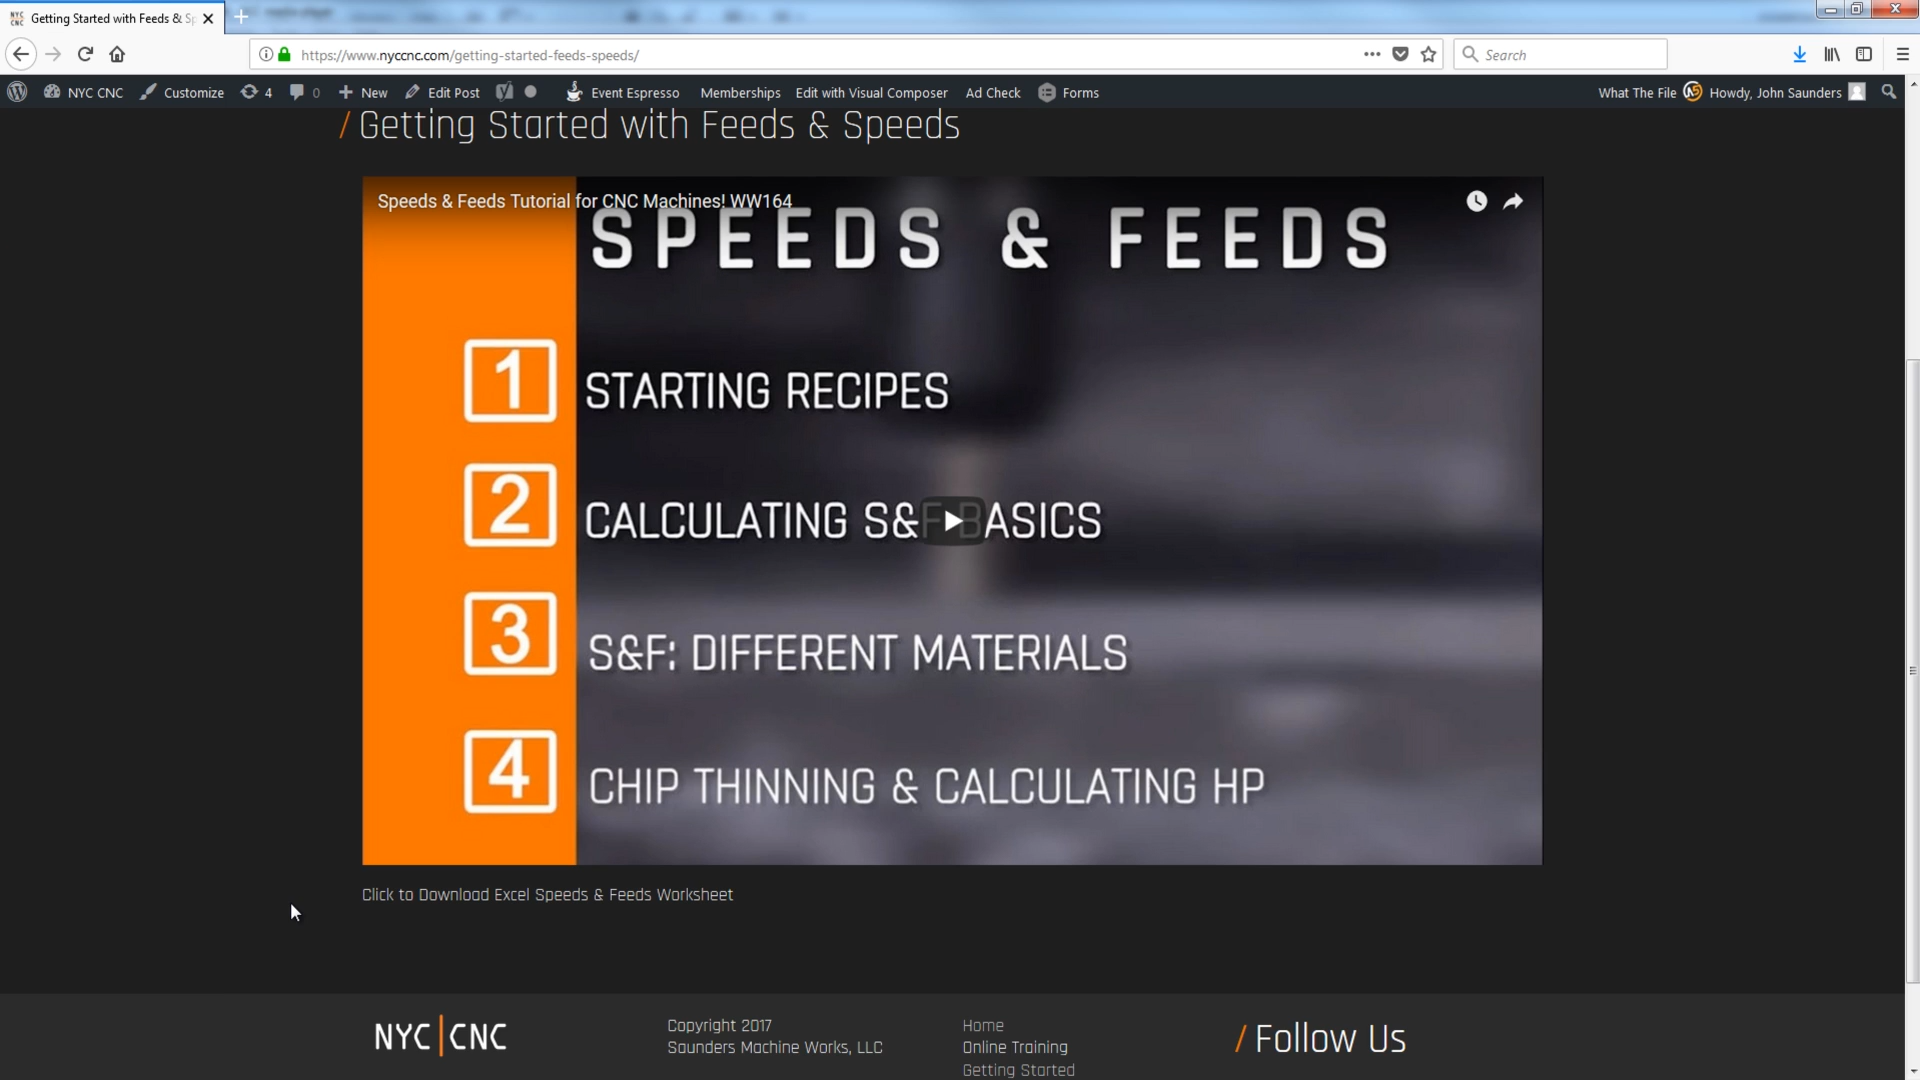 Getting Started with Feeds & Sp
https://www.nyccnc.com/getting-started-feeds-speeds/
Search
NYC CNC
Customize
4
0
New
Edit Post
Event Espresso
Memberships
Edit with Visual Composer
Ad Check
Forms
What The File
Howdy, John Saunders
/ Getting Started with Feeds & Speeds
Speeds & Feeds Tutorial for CNC Machines! WW164
SPEEDS & FEEDS
1 STARTING RECIPES
2 CALCULATING S&F BASICS
3 S&F: DIFFERENT MATERIALS
4 CHIP THINNING & CALCULATING HP
Click to Download Excel Speeds & Feeds Worksheet
NYC|CNC
Copyright 2017
Saunders Machine Works, LLC
Home
Online Training
Getting Started
/ Follow Us